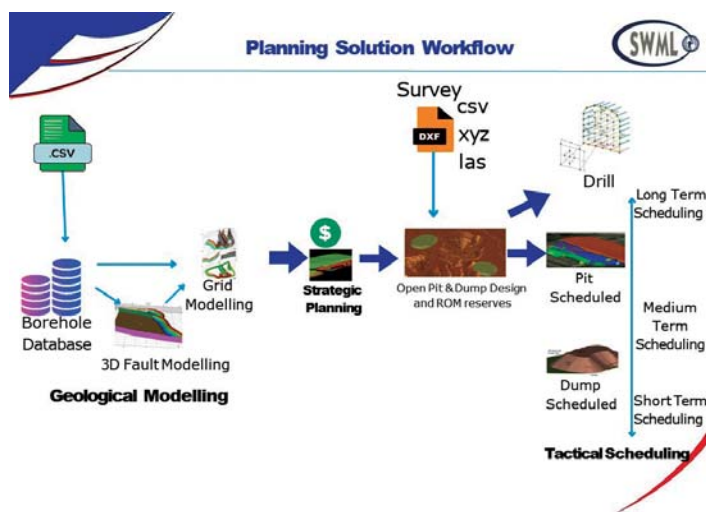 Planning Solution Workflow
SWML
.CSV
Survey
csv
DXF
xyz
las
Drill
Long Term
Scheduling
$
Grid
Modelling
Strategic
Planning
Open Pit & Dump Design
and ROM reserves
Pit
Scheduled
Borehole
Database
3D Fault Modelling
Medium
Term
Scheduling
Dump
Scheduled
Geological Modelling
Short Term
Scheduling
Tactical Scheduling